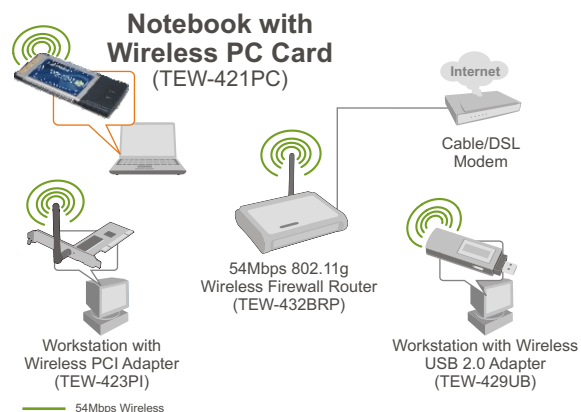 Notebook with
Wireless PC Card
(TEW-421PC)
Internet
Cable/DSL
Modem
54Mbps 802.11g
Wireless Firewall Router
(TEW-432BRP)
Workstation with
Wireless PCI Adapter
(TEW-423PI)
Workstation with Wireless
USB 2.0 Adapter
(TEW-429UB)
54Mbps Wireless